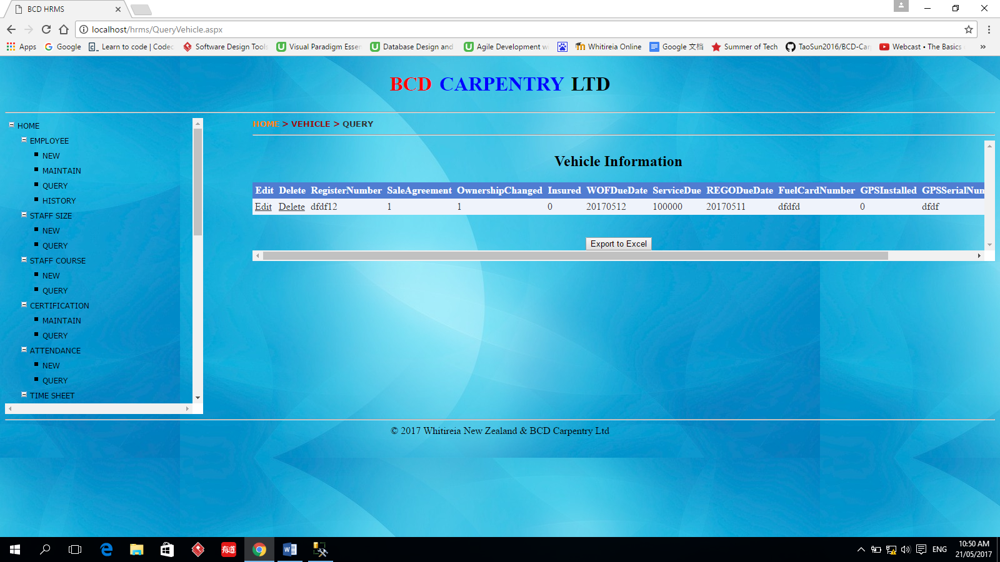 BCD HRMS
localhost/hrms/QueryVehicle.aspx
Apps Google Learn to code | Codec Software Design Tools Visual Paradigm Essen Database Design and Agile Development w Whitireia Online Google 文档 Summer of Tech TaoSun2016/BCD-Car Webcast • The Basics »
BCD CARPENTRY LTD
HOME > VEHICLE > QUERY
HOME
EMPLOYEE
NEW
MAINTAIN
QUERY
HISTORY
STAFF SIZE
NEW
QUERY
STAFF COURSE
NEW
QUERY
CERTIFICATION
MAINTAIN
QUERY
ATTENDANCE
NEW
QUERY
TIME SHEET
Vehicle Information
Edit Delete RegisterNumber SaleAgreement OwnershipChanged Insured WOFDueDate ServiceDue REGODueDate FuelCardNumber GPSInstalled GPSSerialNum
Edit Delete dfdf12 1 1 0 20170512 100000 20170511 dfdfd 0 dfdf
Export to Excel
© 2017 Whitireia New Zealand & BCD Carpentry Ltd
有道
ENG
10:50 AM
21/05/2017